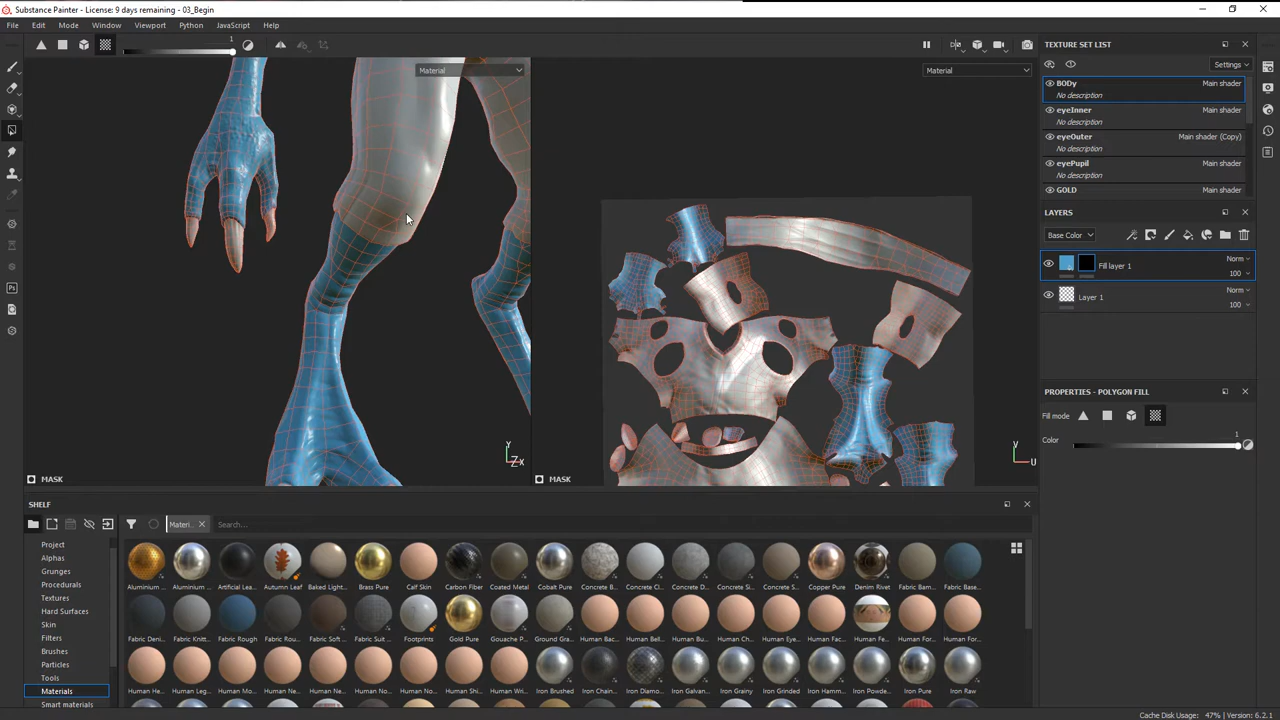 Substance Painter - License: 9 days remaining - 03_Begin
File Edit Mode Window Viewport Python JavaScript Help
1
Material
Material
TEXTURE SET LIST
Settings
BODy Main shader
No description
eyeInner Main shader
No description
eyeOuter Main shader (Copy)
No description
eyePupil Main shader
No description
GOLD Main shader
LAYERS
Base Color
Fill layer 1 Norm
100
Layer 1 Norm
100
PROPERTIES - POLYGON FILL
Fill mode
Color 1
Y
Z X
V
U
MASK
MASK
SHELF
Materi...
Search...
Project
Alphas
Grunges
Procedurals
Textures
Hard Surfaces
Skin
Filters
Brushes
Particles
Tools
Materials
Smart materials
Aluminium ... Aluminium ... Artificial Lea... Autumn Leaf Baked Light... Brass Pure Calf Skin Carbon Fiber Coated Metal Cobalt Pure Concrete B... Concrete Cl... Concrete D... Concrete Si... Concrete S... Copper Pure Denim Rivet Fabric Bam... Fabric Base...
Fabric Deni... Fabric Knitt... Fabric Rough Fabric Rou... Fabric Soft ... Fabric Suit ... Footprints Gold Pure Gouache P... Ground Gra... Human Bac... Human Bell... Human Bu... Human Ch... Human Eye... Human Fac... Human Fe... Human For... Human For...
Human He... Human Leg... Human Mo... Human Ne... Human Ne... Human No... Human No... Human Shi... Human Wri... Iron Brushed Iron Chain... Iron Diamo... Iron Galvan... Iron Grainy Iron Grinded Iron Hamm... Iron Powde... Iron Pure Iron Raw
Cache Disk Usage: 47% | Version: 6.2.1